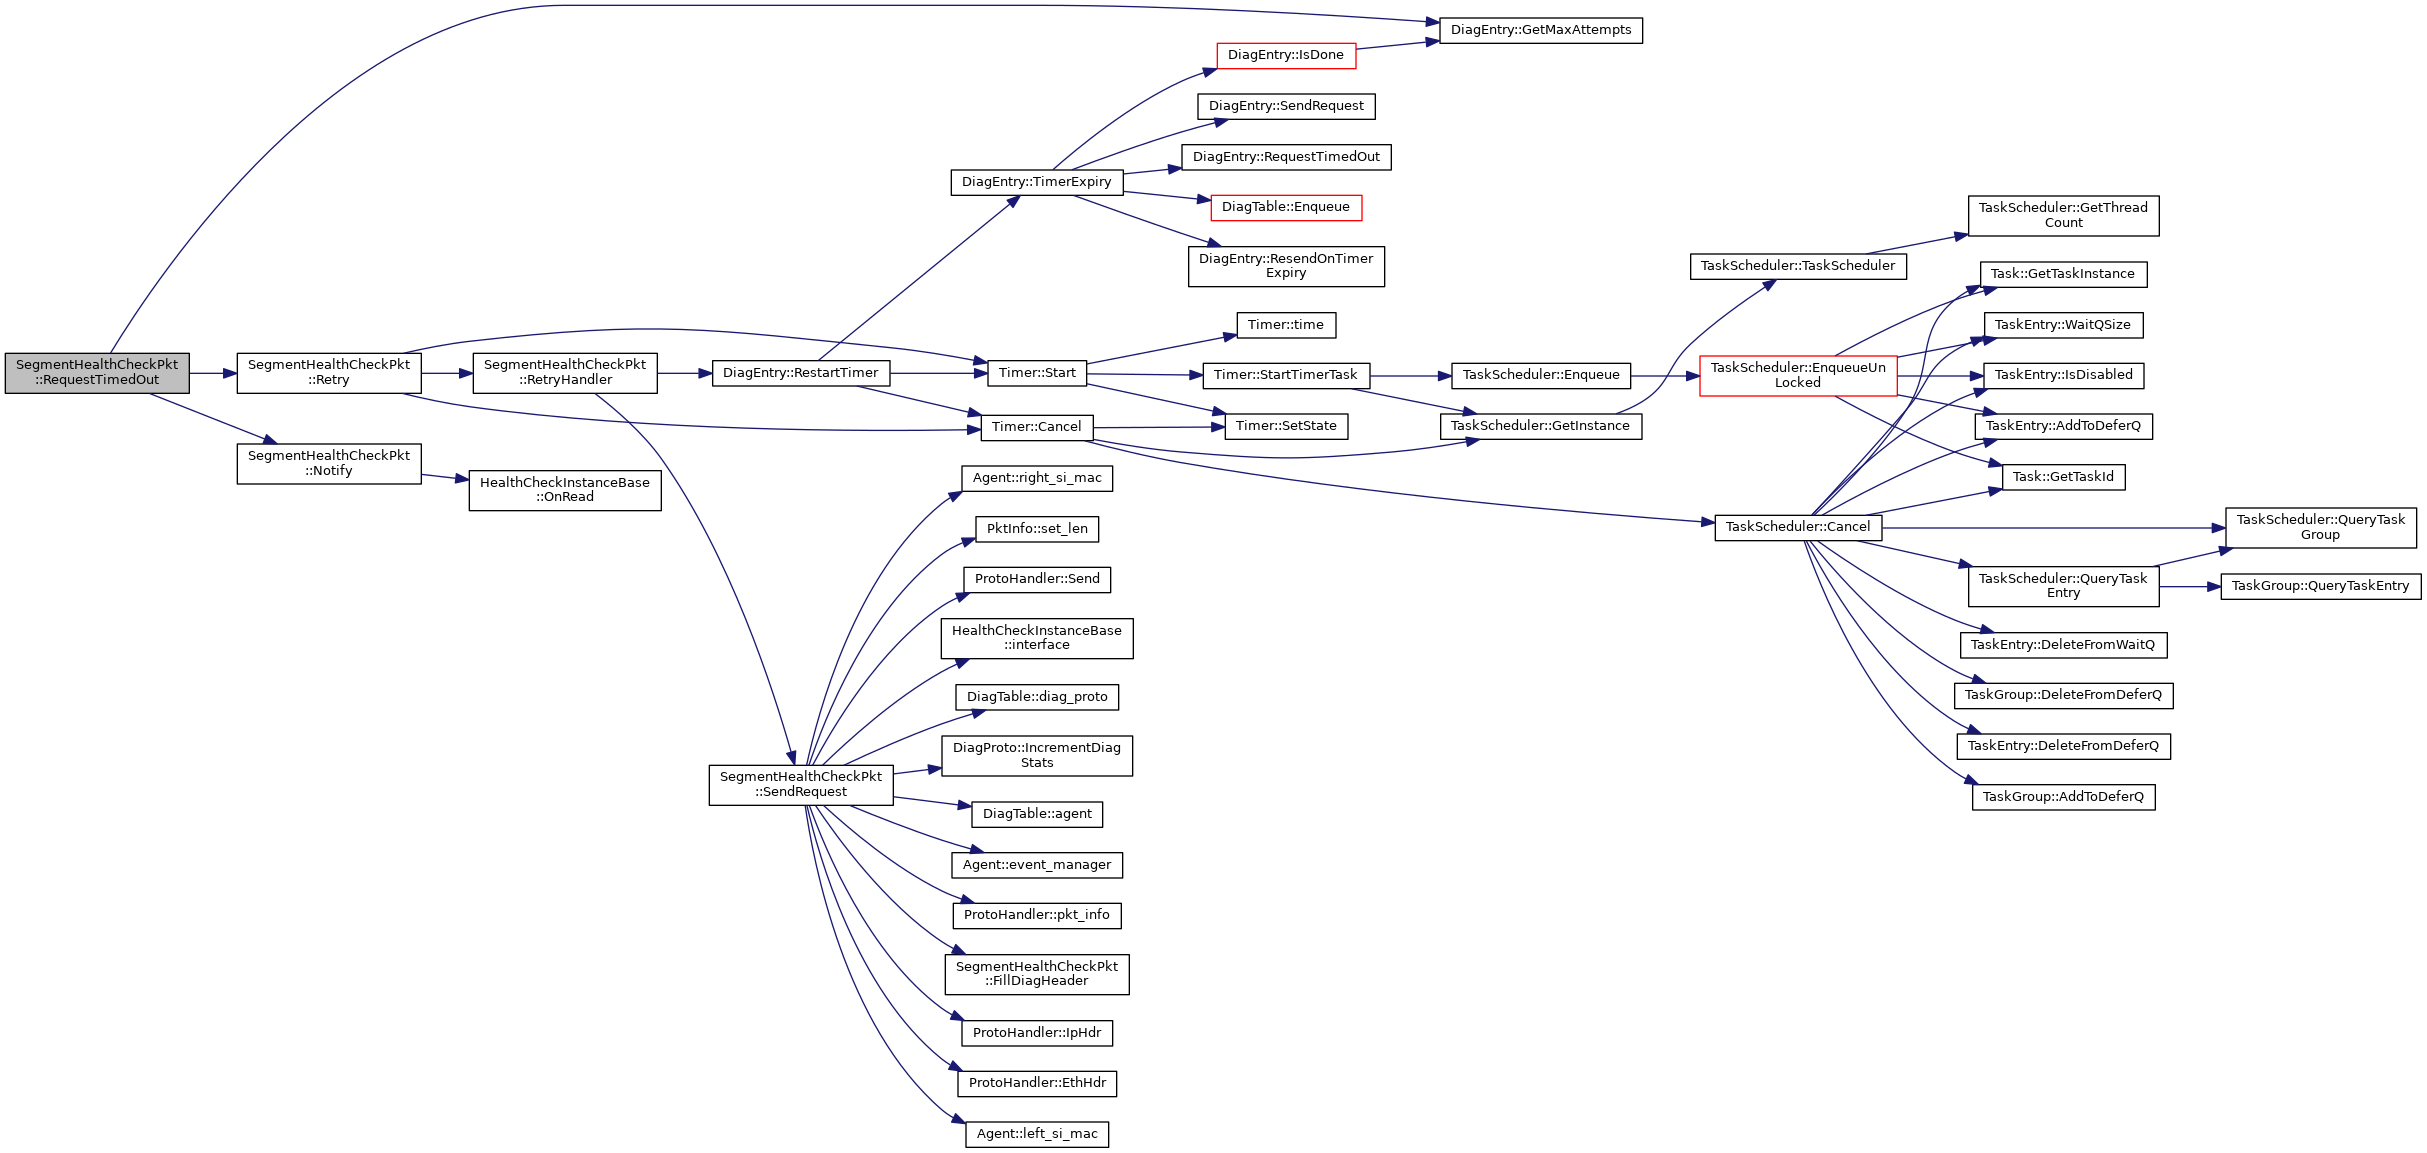 SegmentHealthCheckPkt
::RequestTimedOut
DiagEntry::GetMaxAttempts
SegmentHealthCheckPkt
::Retry
SegmentHealthCheckPkt
::Notify
SegmentHealthCheckPkt
::RetryHandler
HealthCheckInstanceBase
::OnRead
DiagEntry::RestartTimer
SegmentHealthCheckPkt
::SendRequest
DiagEntry::TimerExpiry
Timer::Start
Timer::Cancel
Agent::right_si_mac
PktInfo::set_len
ProtoHandler::Send
HealthCheckInstanceBase
::interface
DiagTable::diag_proto
DiagProto::IncrementDiag
Stats
DiagTable::agent
Agent::event_manager
ProtoHandler::pkt_info
SegmentHealthCheckPkt
::FillDiagHeader
ProtoHandler::IpHdr
ProtoHandler::EthHdr
Agent::left_si_mac
DiagEntry::IsDone
DiagEntry::SendRequest
DiagEntry::RequestTimedOut
DiagTable::Enqueue
DiagEntry::ResendOnTimer
Expiry
Timer::time
Timer::StartTimerTask
Timer::SetState
TaskScheduler::Enqueue
TaskScheduler::GetInstance
TaskScheduler::TaskScheduler
TaskScheduler::EnqueueUn
Locked
TaskScheduler::Cancel
TaskScheduler::GetThread
Count
Task::GetTaskInstance
TaskEntry::WaitQSize
TaskEntry::IsDisabled
TaskEntry::AddToDeferQ
Task::GetTaskId
TaskScheduler::QueryTask
Entry
TaskEntry::DeleteFromWaitQ
TaskGroup::DeleteFromDeferQ
TaskEntry::DeleteFromDeferQ
TaskGroup::AddToDeferQ
TaskScheduler::QueryTask
Group
TaskGroup::QueryTaskEntry